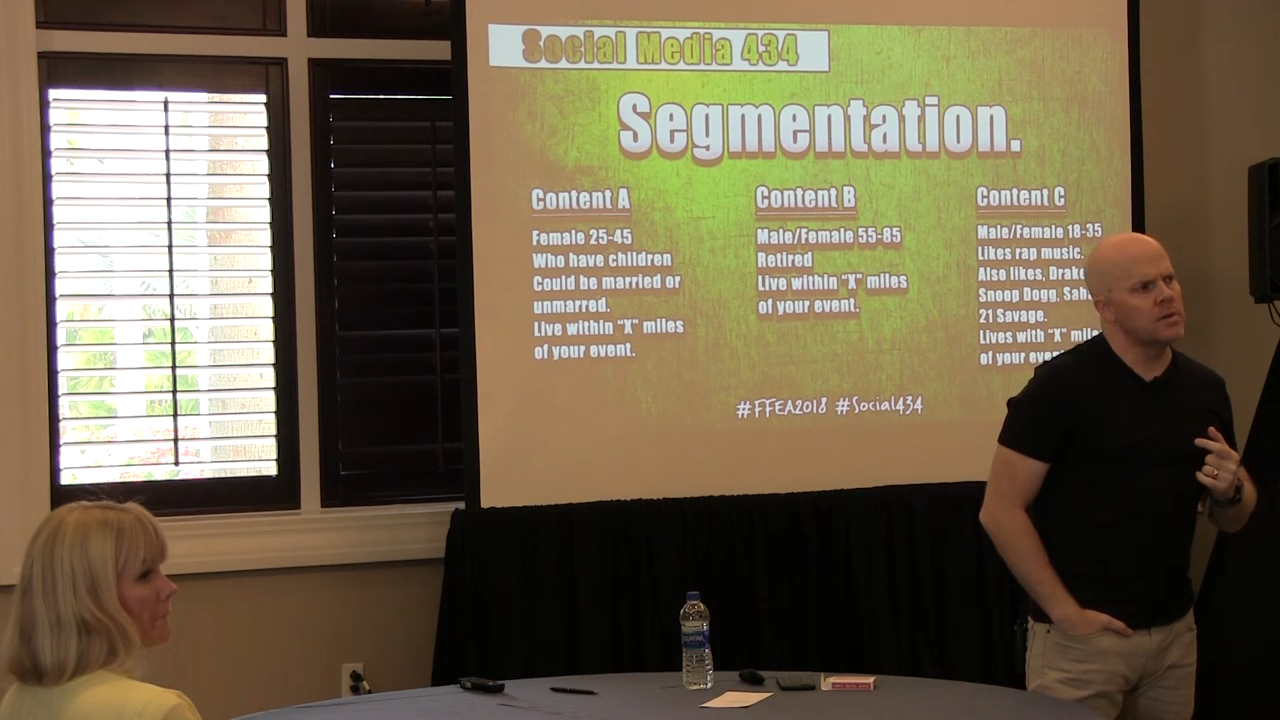 Social Media 434
Segmentation.
Content A
Female 25-45
Who have children
Could be married or
unmarred.
Live within "X" miles
of your event.
Content B
Male/Female 55-85
Retired
Live within "X" miles
of your event.
Content C
Male/Female 18-35
Likes rap music.
Also likes, Drake
Snoop Dogg,
21 Savage.
Lives with "X"
of your
#FFEA2018 #Social434